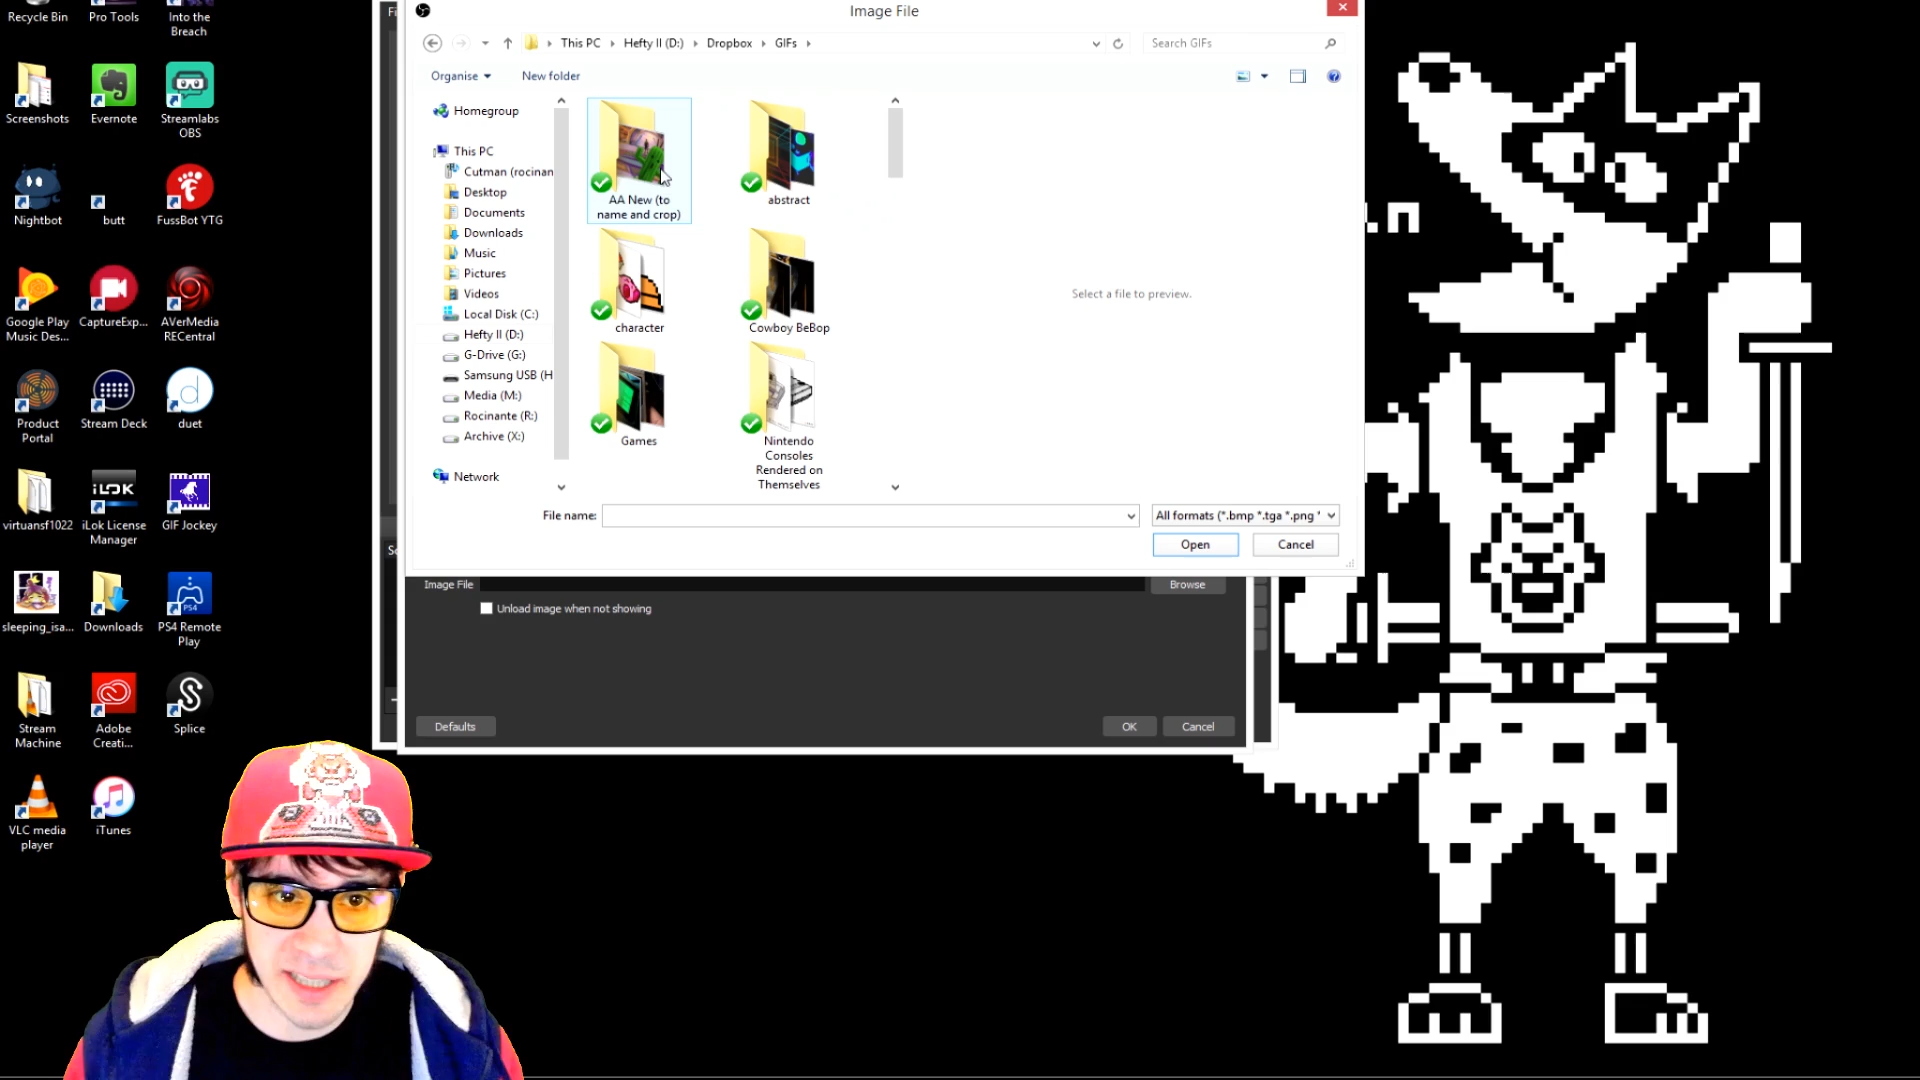 Recycle Bin
Pro Tools
Into the
Breach
Screenshots
Evernote
Streamlabs
OBS
Nightbot
butt
FussBot YTG
Google Play
Music Des...
CaptureExp...
AVerMedia
RECentral
Product
Portal
Stream Deck
duet
virtuansf1022
iLok License
Manager
GIF Jockey
iLOK
sleeping_isa...
Downloads
PS4 Remote
Play
PS4
Stream
Machine
Adobe
Creati...
Splice
VLC media
player
iTunes
Image File
This PC
Hefty II (D:)
Dropbox
GIFs
Search GIFs
Organise
New folder
Homegroup
This PC
Cutman (rocinan
Desktop
Documents
Downloads
Music
Pictures
Videos
Local Disk (C:)
Hefty II (D:)
G-Drive (G:)
Samsung USB (H
Media (M:)
Rocinante (R:)
Archive (X:)
Network
AA New (to
name and crop)
abstract
character
Cowboy BeBop
Games
Nintendo
Consoles
Rendered on
Themselves
Select a file to preview.
File name:
All formats (*.bmp *.tga *.png *
Open
Cancel
Image File
Browse
Unload image when not showing
Defaults
OK
Cancel